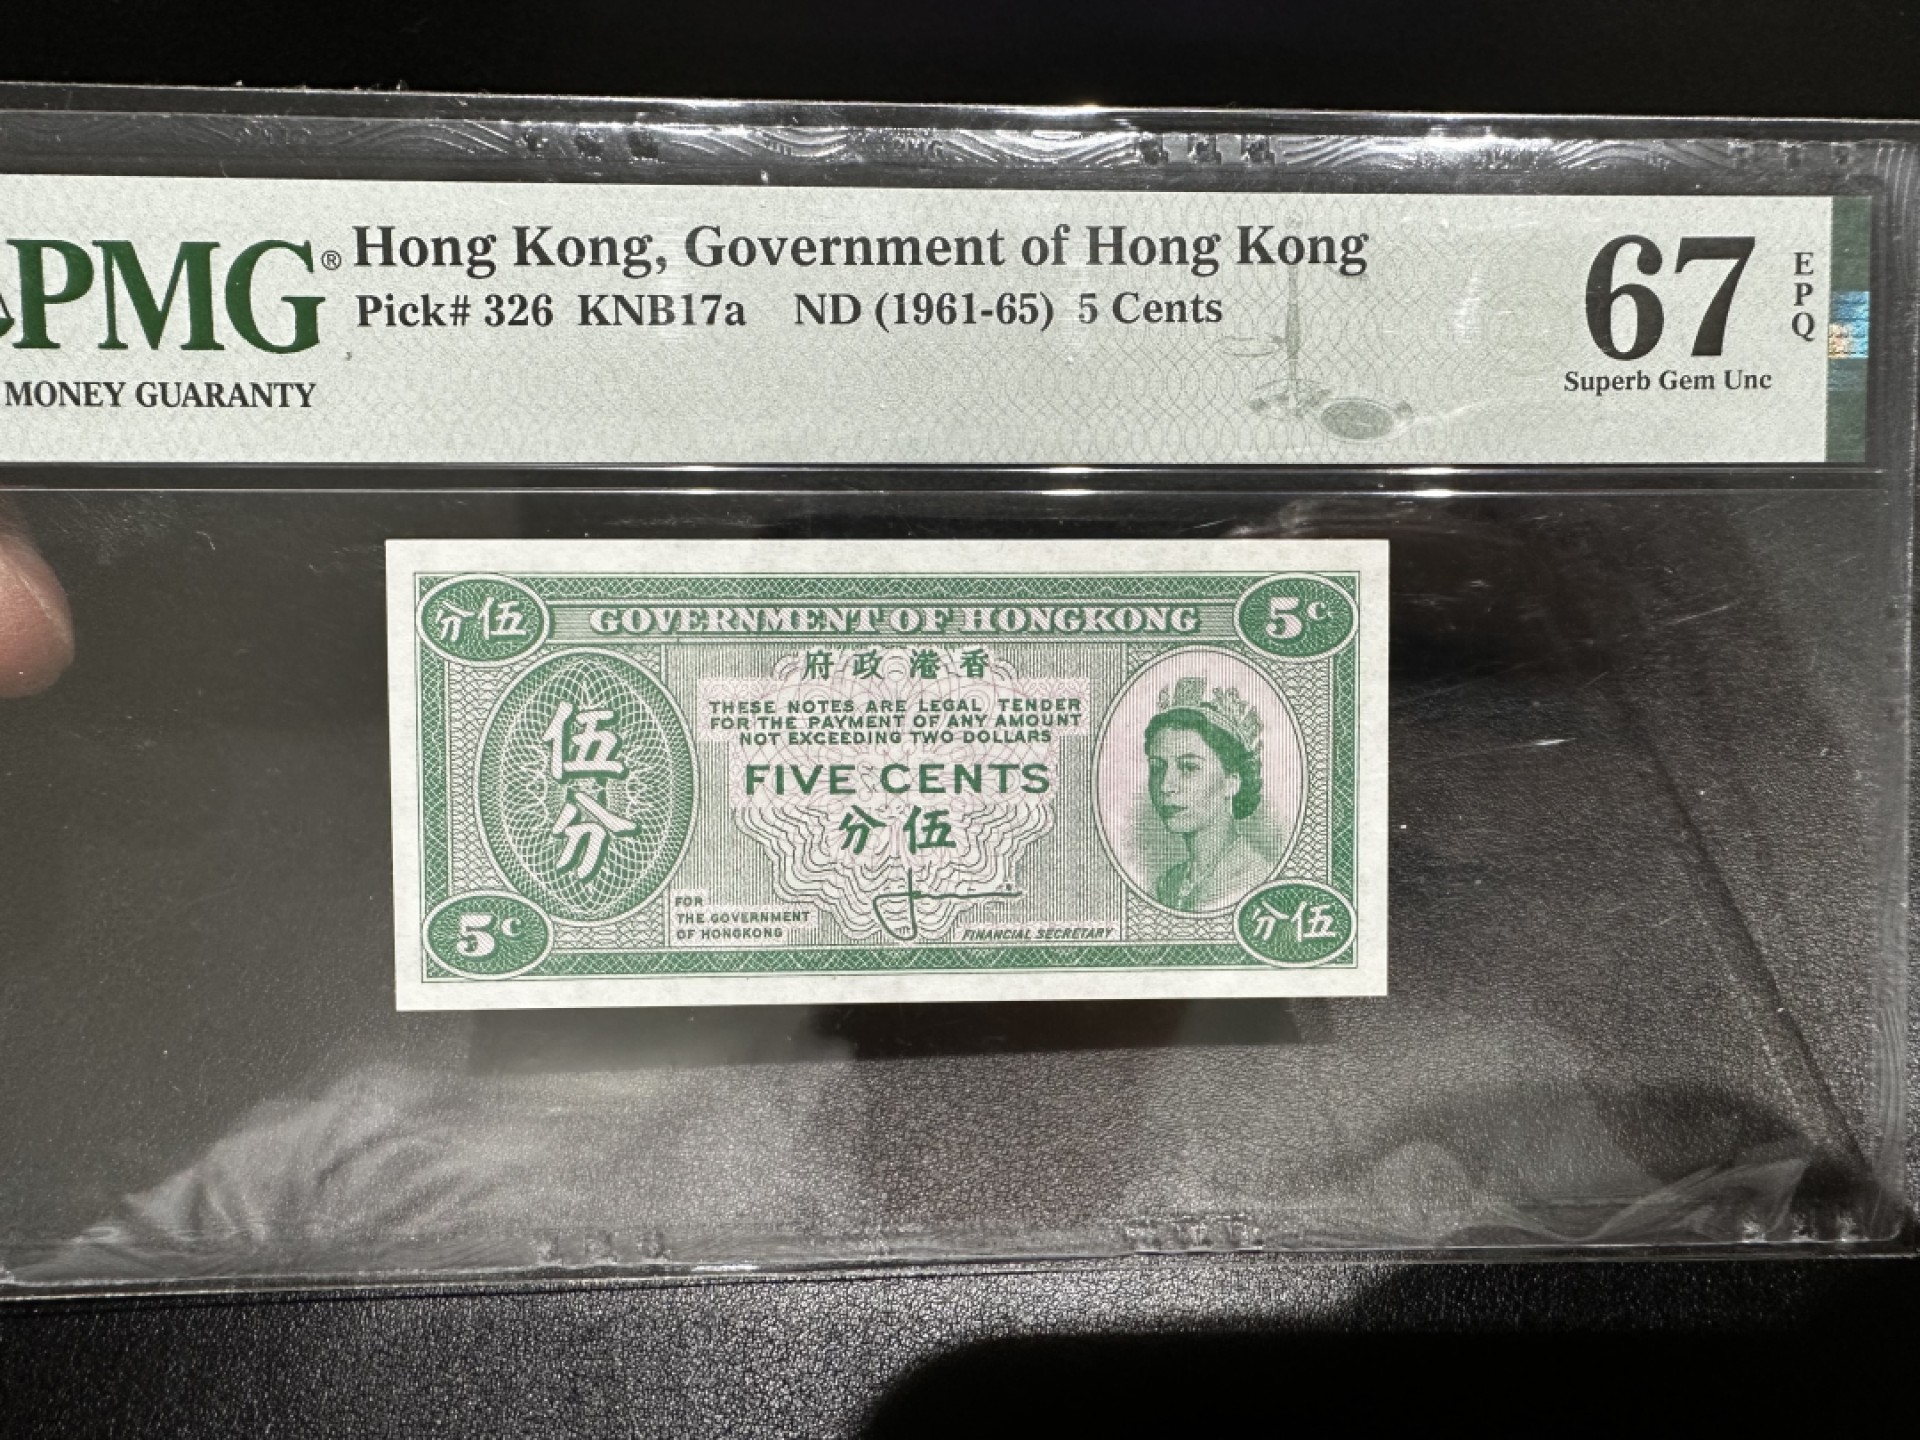 PMG®
MONEY GUARANTY
Hong Kong, Government of Hong Kong
Pick# 326 KNB17a ND (1961-65) 5 Cents
67
EPQ
Superb Gem Unc
分伍
GOVERNMENT OF HONGKONG
5c
府政港香
伍分
THESE NOTES ARE LEGAL TENDER
FOR THE PAYMENT OF ANY AMOUNT
NOT EXCEEDING TWO DOLLARS
FIVE CENTS
分伍
FOR
THE GOVERNMENT
OF HONGKONG
FINANCIAL SECRETARY
5c
分伍